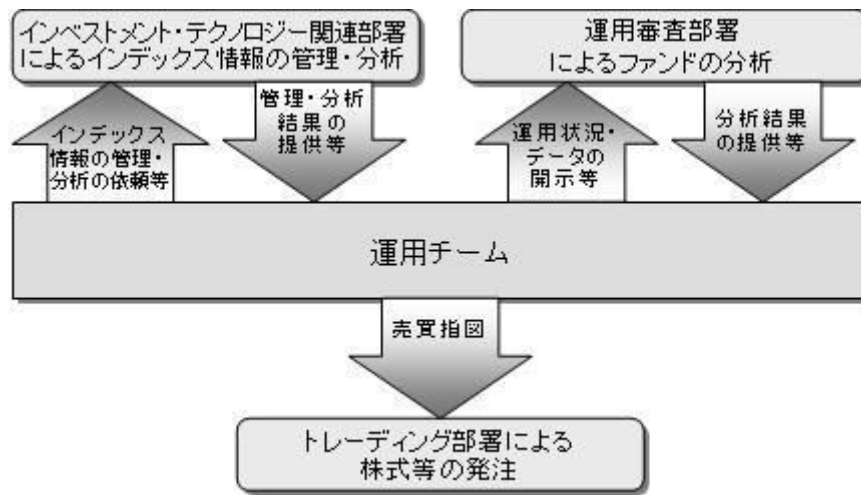 インベストメント・テクノロジー関連部署
によるインデックス情報の管理・分析
運用審査部署
によるファンドの分析
インデックス
情報の管理・
分析の依頼等
管理・分析
結果の
提供等
運用状況・
データの
開示等
分析結果
の提供等
運用チーム
売買指図
トレーディング部署による
株式等の発注